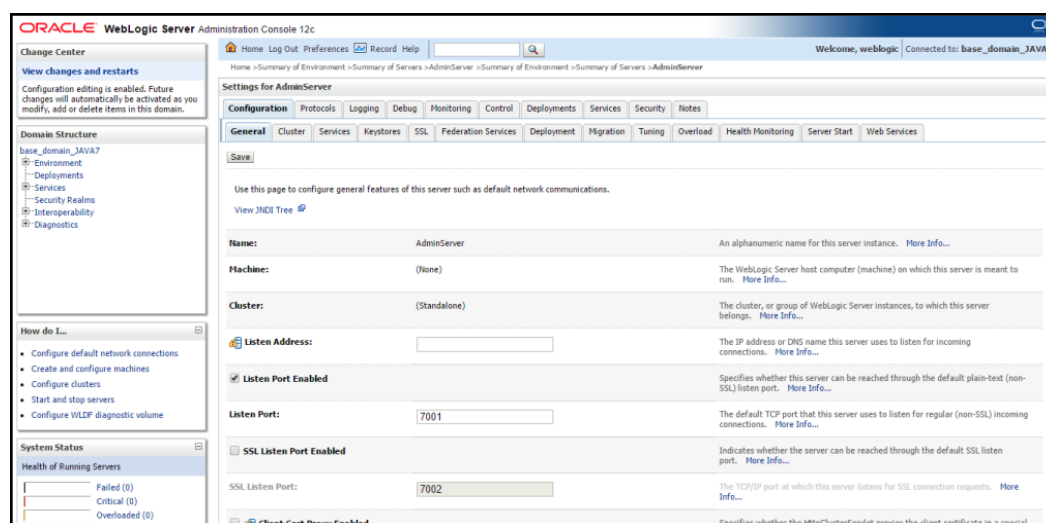 ORACLE WebLogic Server Administration Console 12c
Change Center
View changes and restarts
Configuration editing is enabled. Future
changes will automatically be activated as you
modify, add or delete items in this domain.
Domain Structure
base_domain_JAVA7
Environment
Deployments
Services
Security Realms
Interoperability
Diagnostics
How do I...
Configure default network connections
Create and configure machines
Configure clusters
Start and stop servers
Configure WLDF diagnostic volume
System Status
Health of Running Servers
Failed (0)
Critical (0)
Overloaded (0)
Home Log Out Preferences Record Help
Welcome, weblogic Connected to: base_domain_JAVA
Home >Summary of Environment >Summary of Servers >AdminServer >Summary of Environment >Summary of Servers >AdminServer
Settings for AdminServer
Configuration Protocols Logging Debug Monitoring Control Deployments Services Security Notes
General Cluster Services Keystores SSL Federation Services Deployment Migration Tuning Overload Health Monitoring Server Start Web Services
Save
Use this page to configure general features of this server such as default network communications.
View JNDI Tree
Name: AdminServer An alphanumeric name for this server instance. More Info...
Machine: (None) The WebLogic Server host computer (machine) on which this server is meant to
run. More Info...
Cluster: (Standalone) The cluster, or group of WebLogic Server instances, to which this server
belongs. More Info...
Listen Address: The IP address or DNS name this server uses to listen for incoming
connections. More Info...
Listen Port Enabled Specifies whether this server can be reached through the default plain-text (non-
SSL) listen port. More Info...
Listen Port: 7001 The default TCP port that this server uses to listen for regular (non-SSL) incoming
connections. More Info...
SSL Listen Port Enabled Indicates whether the server can be reached through the default SSL listen
port. More Info...
SSL Listen Port: 7002 The TCP/IP port at which this server listens for SSL connection requests. More
Info...
Client Cert Proxy Enabled Specifies whether the HttpClusterServlet proxies the client certificate in a special